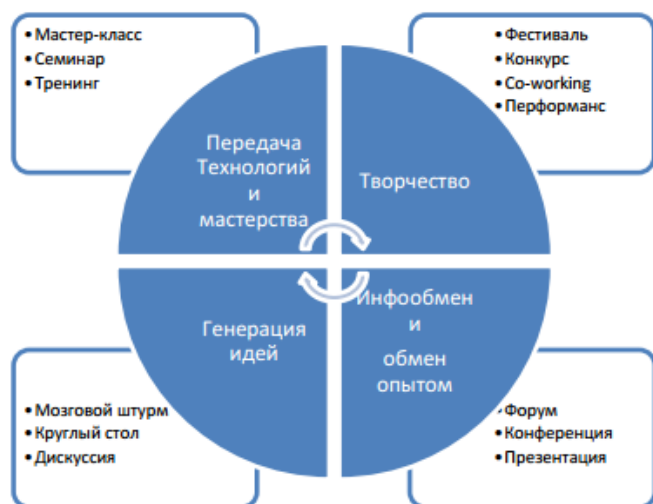 • Мастер-класс
• Семинар
• Тренинг
• Фестиваль
• Конкурс
• Co-working
• Перформанс
Передача
Технологий
и
мастерства
Творчество
Генерация
идей
Инфообмен
и
обмен
опытом
• Мозговой штурм
• Круглый стол
• Дискуссия
• Форум
• Конференция
• Презентация